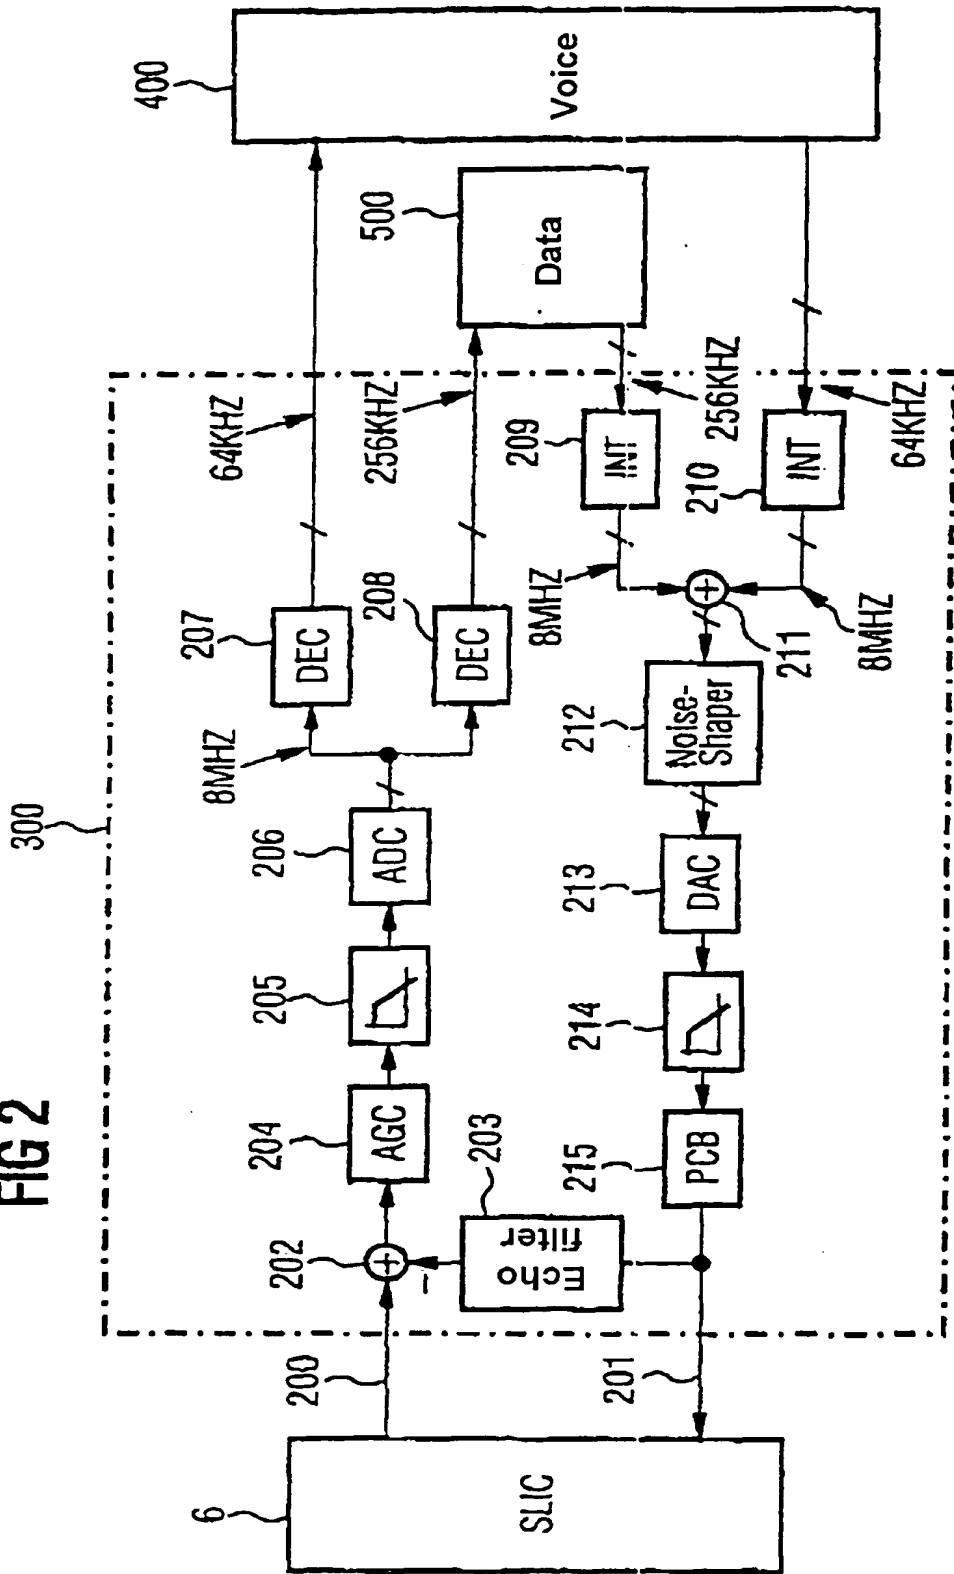 FIG 2
300
6
SLIC
200
201
202
203
Echo
filter
204
AGC
205
206
ADC
8MHZ
207
DEC
208
DEC
64KHZ
256KHZ
400
Voice
500
Data
209
INT
256KHZ
210
INT
64KHZ
8MHZ
8MHZ
211
212
Noise-
Shaper
213
DAC
214
215
PCB